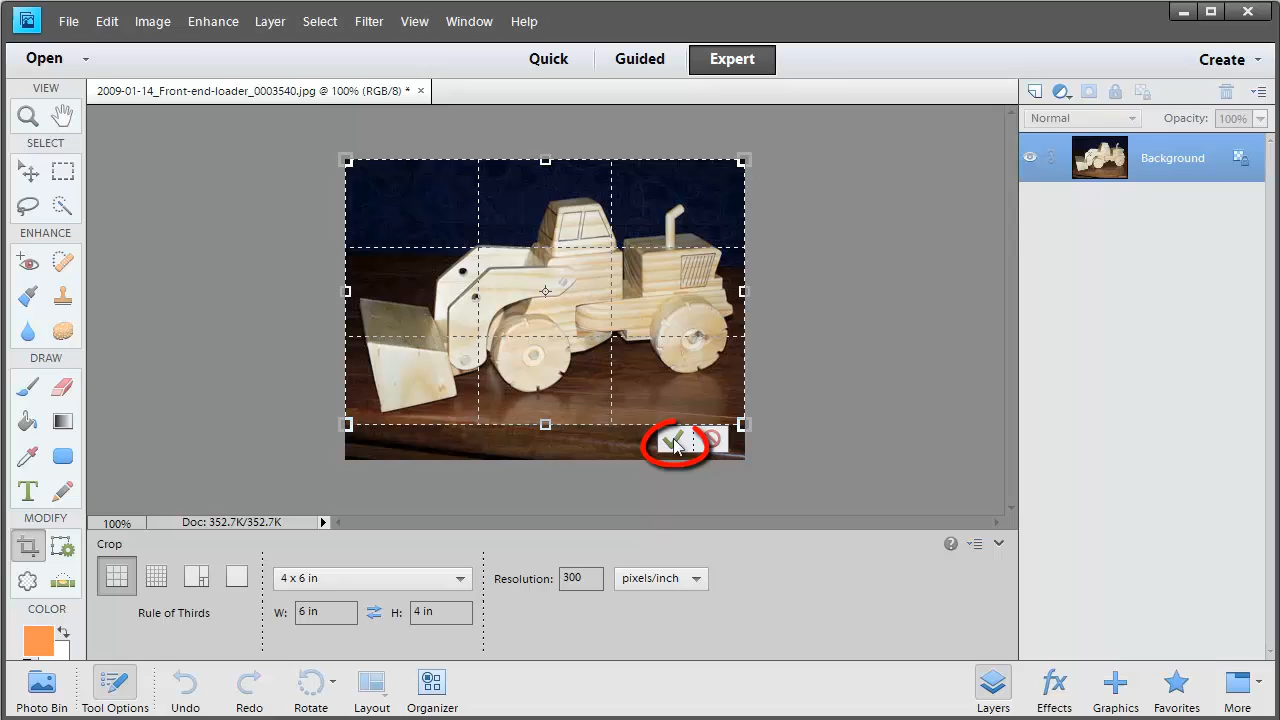 File Edit Image Enhance Layer Select Filter View Window Help
Open Quick Guided Expert Create
VIEW
2009-01-14_Front-end-loader_0003540.jpg @ 100% (RGB/8) * ×
Normal Opacity: 100%
SELECT
Background
ENHANCE
DRAW
T
MODIFY
100% Doc: 352.7K/352.7K
Crop
4 x 6 in Resolution: 300 pixels/inch
Rule of Thirds W: 6 in H: 4 in
COLOR
Photo Bin Tool Options Undo Redo Rotate Layout Organizer Layers fx Effects Graphics Favorites More